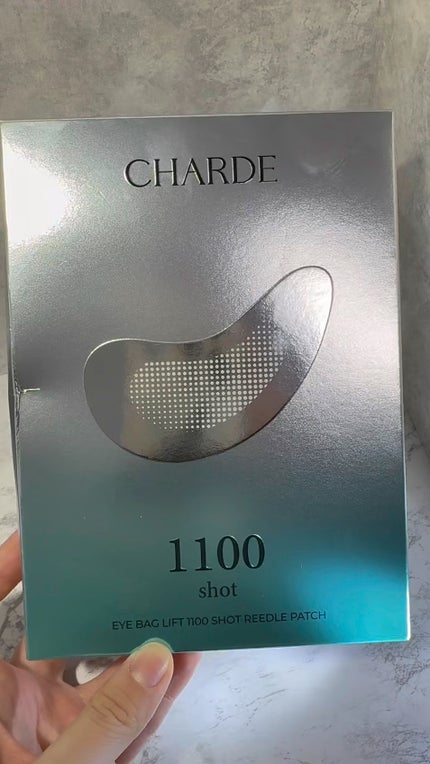 CHARDE
1100
shot
EYE BAG LIFT 1100 SHOT REEDLE PATCH